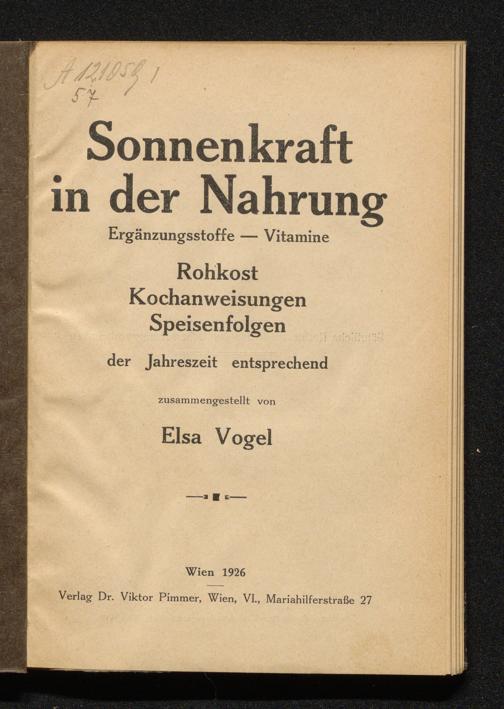 57
Sonnenkraft
in der Nahrung
Ergänzungsstoffe — Vitamine
Rohkost
Kochanweisungen
Speisenfolgen
der Jahreszeit entsprechend
zusammengestellt von
Elsa Vogel
Wien 1926
Verlag Dr. Viktor Pimmer, Wien, VI., Mariahilferstraße 27